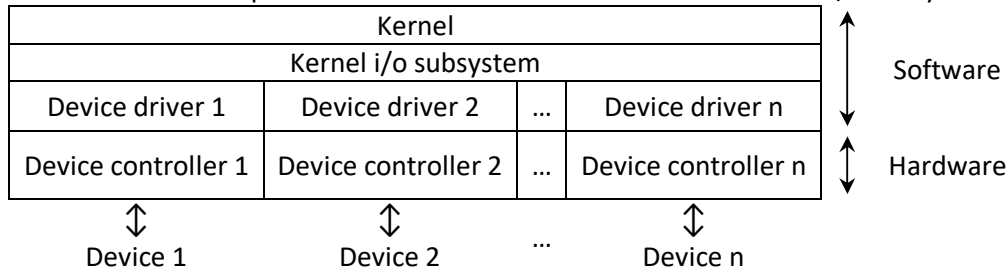 Kernel
Kernel i/o subsystem
Software
Device driver 1 Device driver 2 ... Device driver n
Device controller 1 Device controller 2 ... Device controller n Hardware
Device 1 Device 2 ... Device n